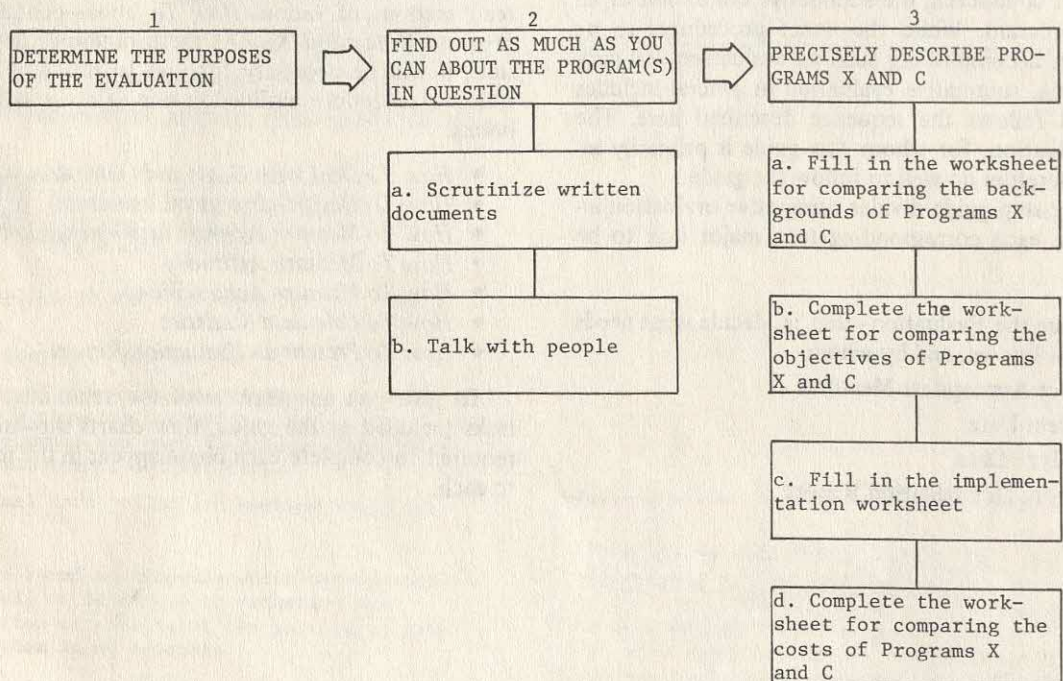 1
DETERMINE THE PURPOSES
OF THE EVALUATION
2
FIND OUT AS MUCH AS YOU
CAN ABOUT THE PROGRAM(S)
IN QUESTION
a. Scrutinize written
documents
b. Talk with people
3
PRECISELY DESCRIBE PRO-
GRAMS X AND C
a. Fill in the worksheet
for comparing the back-
grounds of Programs X
and C
b. Complete the work-
sheet for comparing the
objectives of Programs
X and C
c. Fill in the implemen-
tation worksheet
d. Complete the work-
sheet for comparing the
costs of Programs X
and C